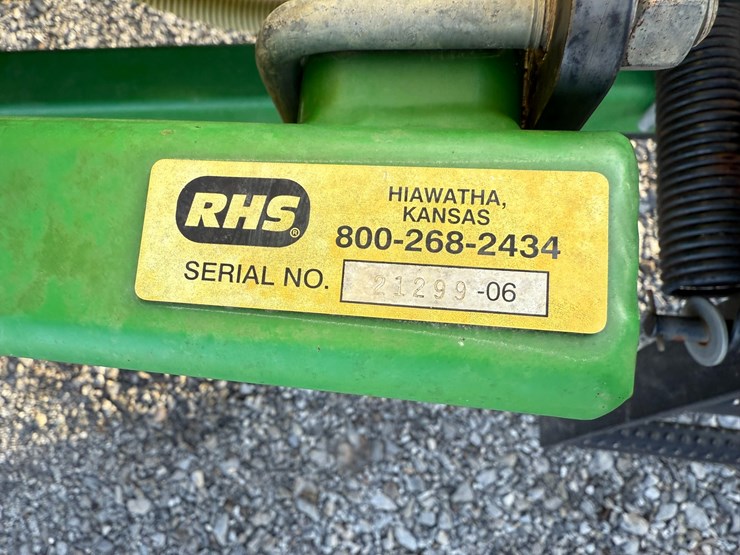 RHS®
HIAWATHA,
KANSAS
800-268-2434
SERIAL NO. 21299-06